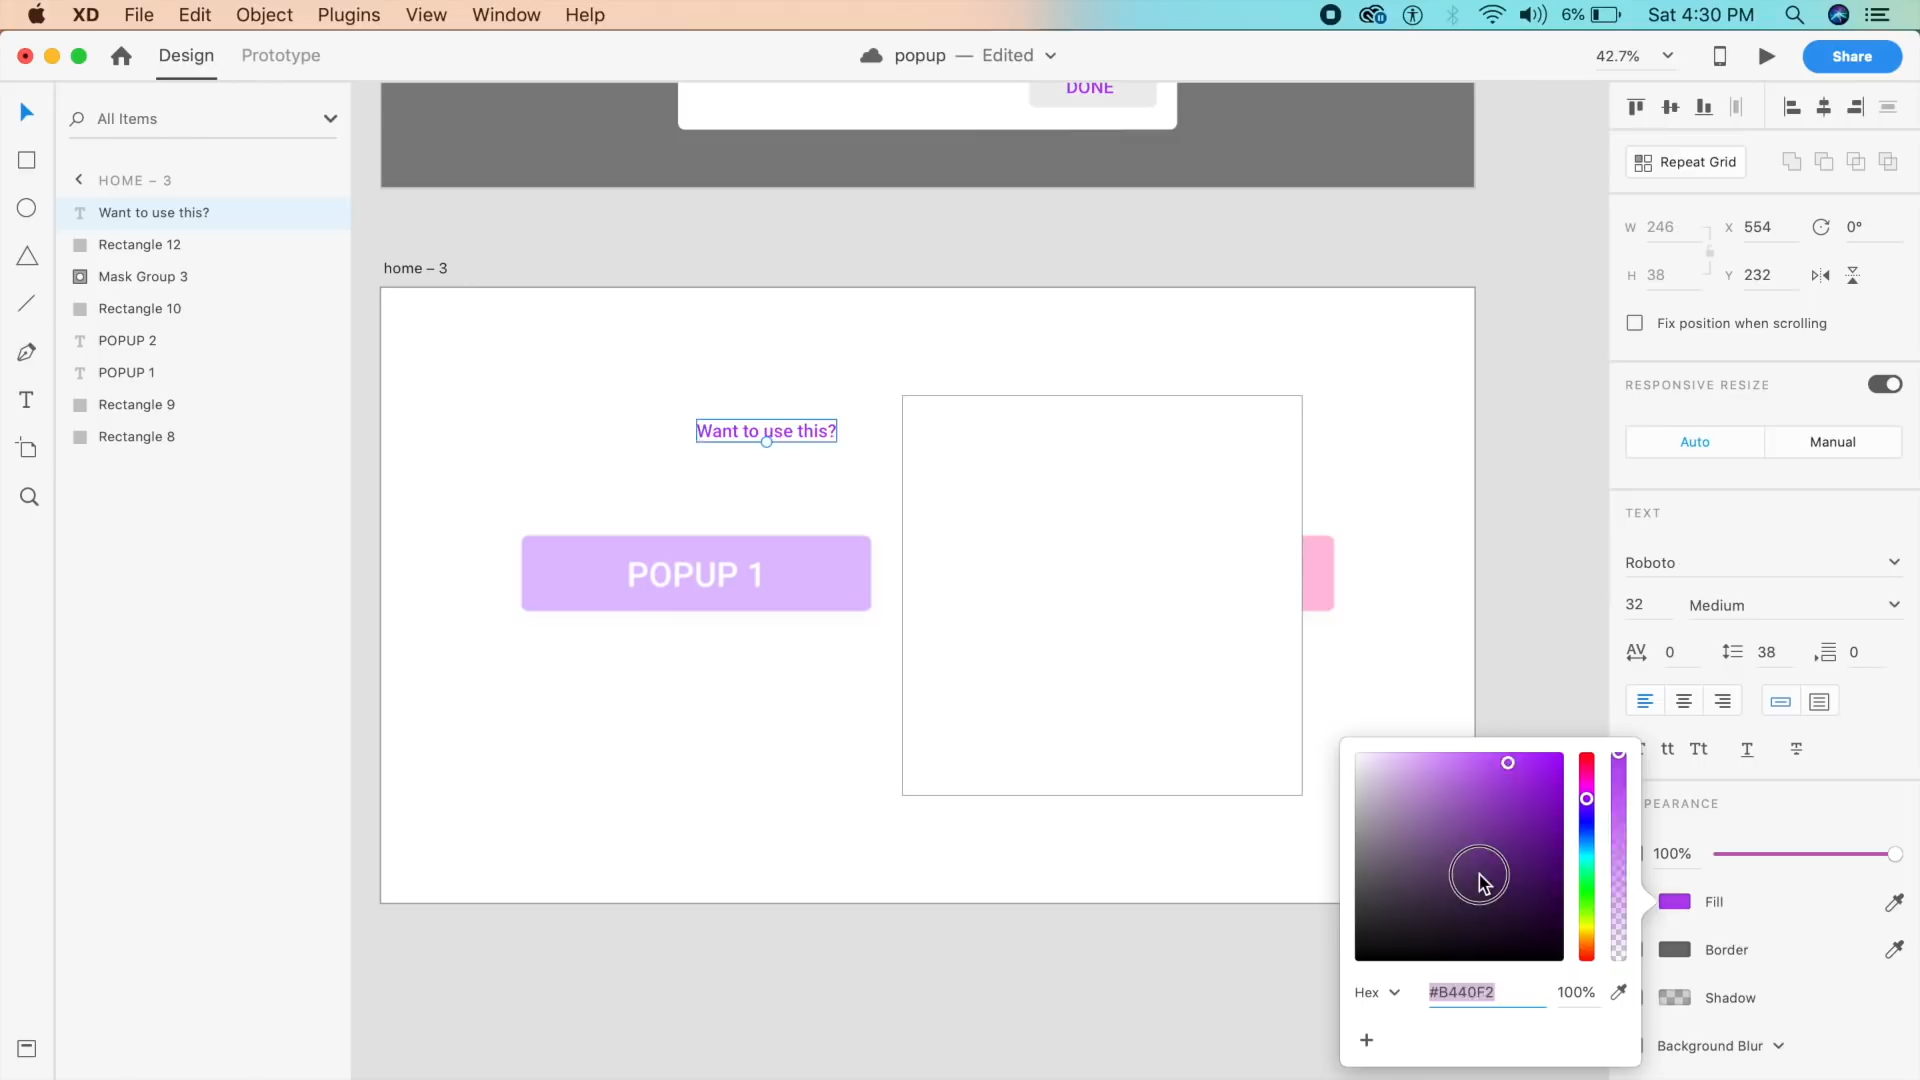 XD File Edit Object Plugins View Window Help 6% Sat 4:30 PM
Design Prototype popup — Edited 42.7% Share
All Items
HOME – 3
Want to use this?
Rectangle 12
Mask Group 3
Rectangle 10
POPUP 2
POPUP 1
Rectangle 9
Rectangle 8
DONE
home – 3
Want to use this?
POPUP 1
Repeat Grid
W 246 X 554 0°
H 38 Y 232
Fix position when scrolling
RESPONSIVE RESIZE
Auto Manual
TEXT
Roboto
32 Medium
AV 0 38 0
tt Tt T T
PEARANCE
100%
Fill
Border
Shadow
Background Blur
Hex #B440F2 100%